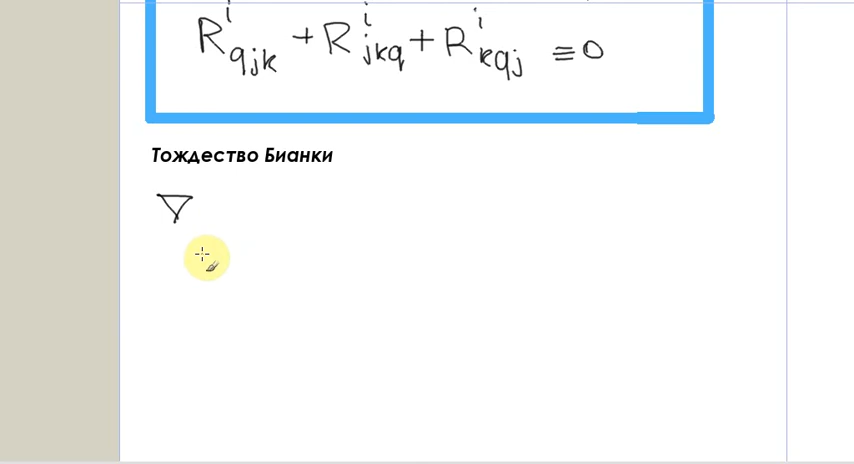 R^i_{qjk} + R^i_{jkq} + R^i_{kqj} ≡ 0
Тождество Бианки
∇